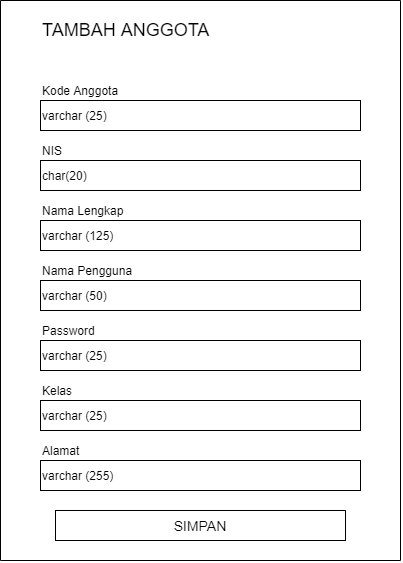 TAMBAH ANGGOTA
Kode Anggota
varchar (25)
NIS
char(20)
Nama Lengkap
varchar (125)
Nama Pengguna
varchar (50)
Password
varchar (25)
Kelas
varchar (25)
Alamat
varchar (255)
SIMPAN